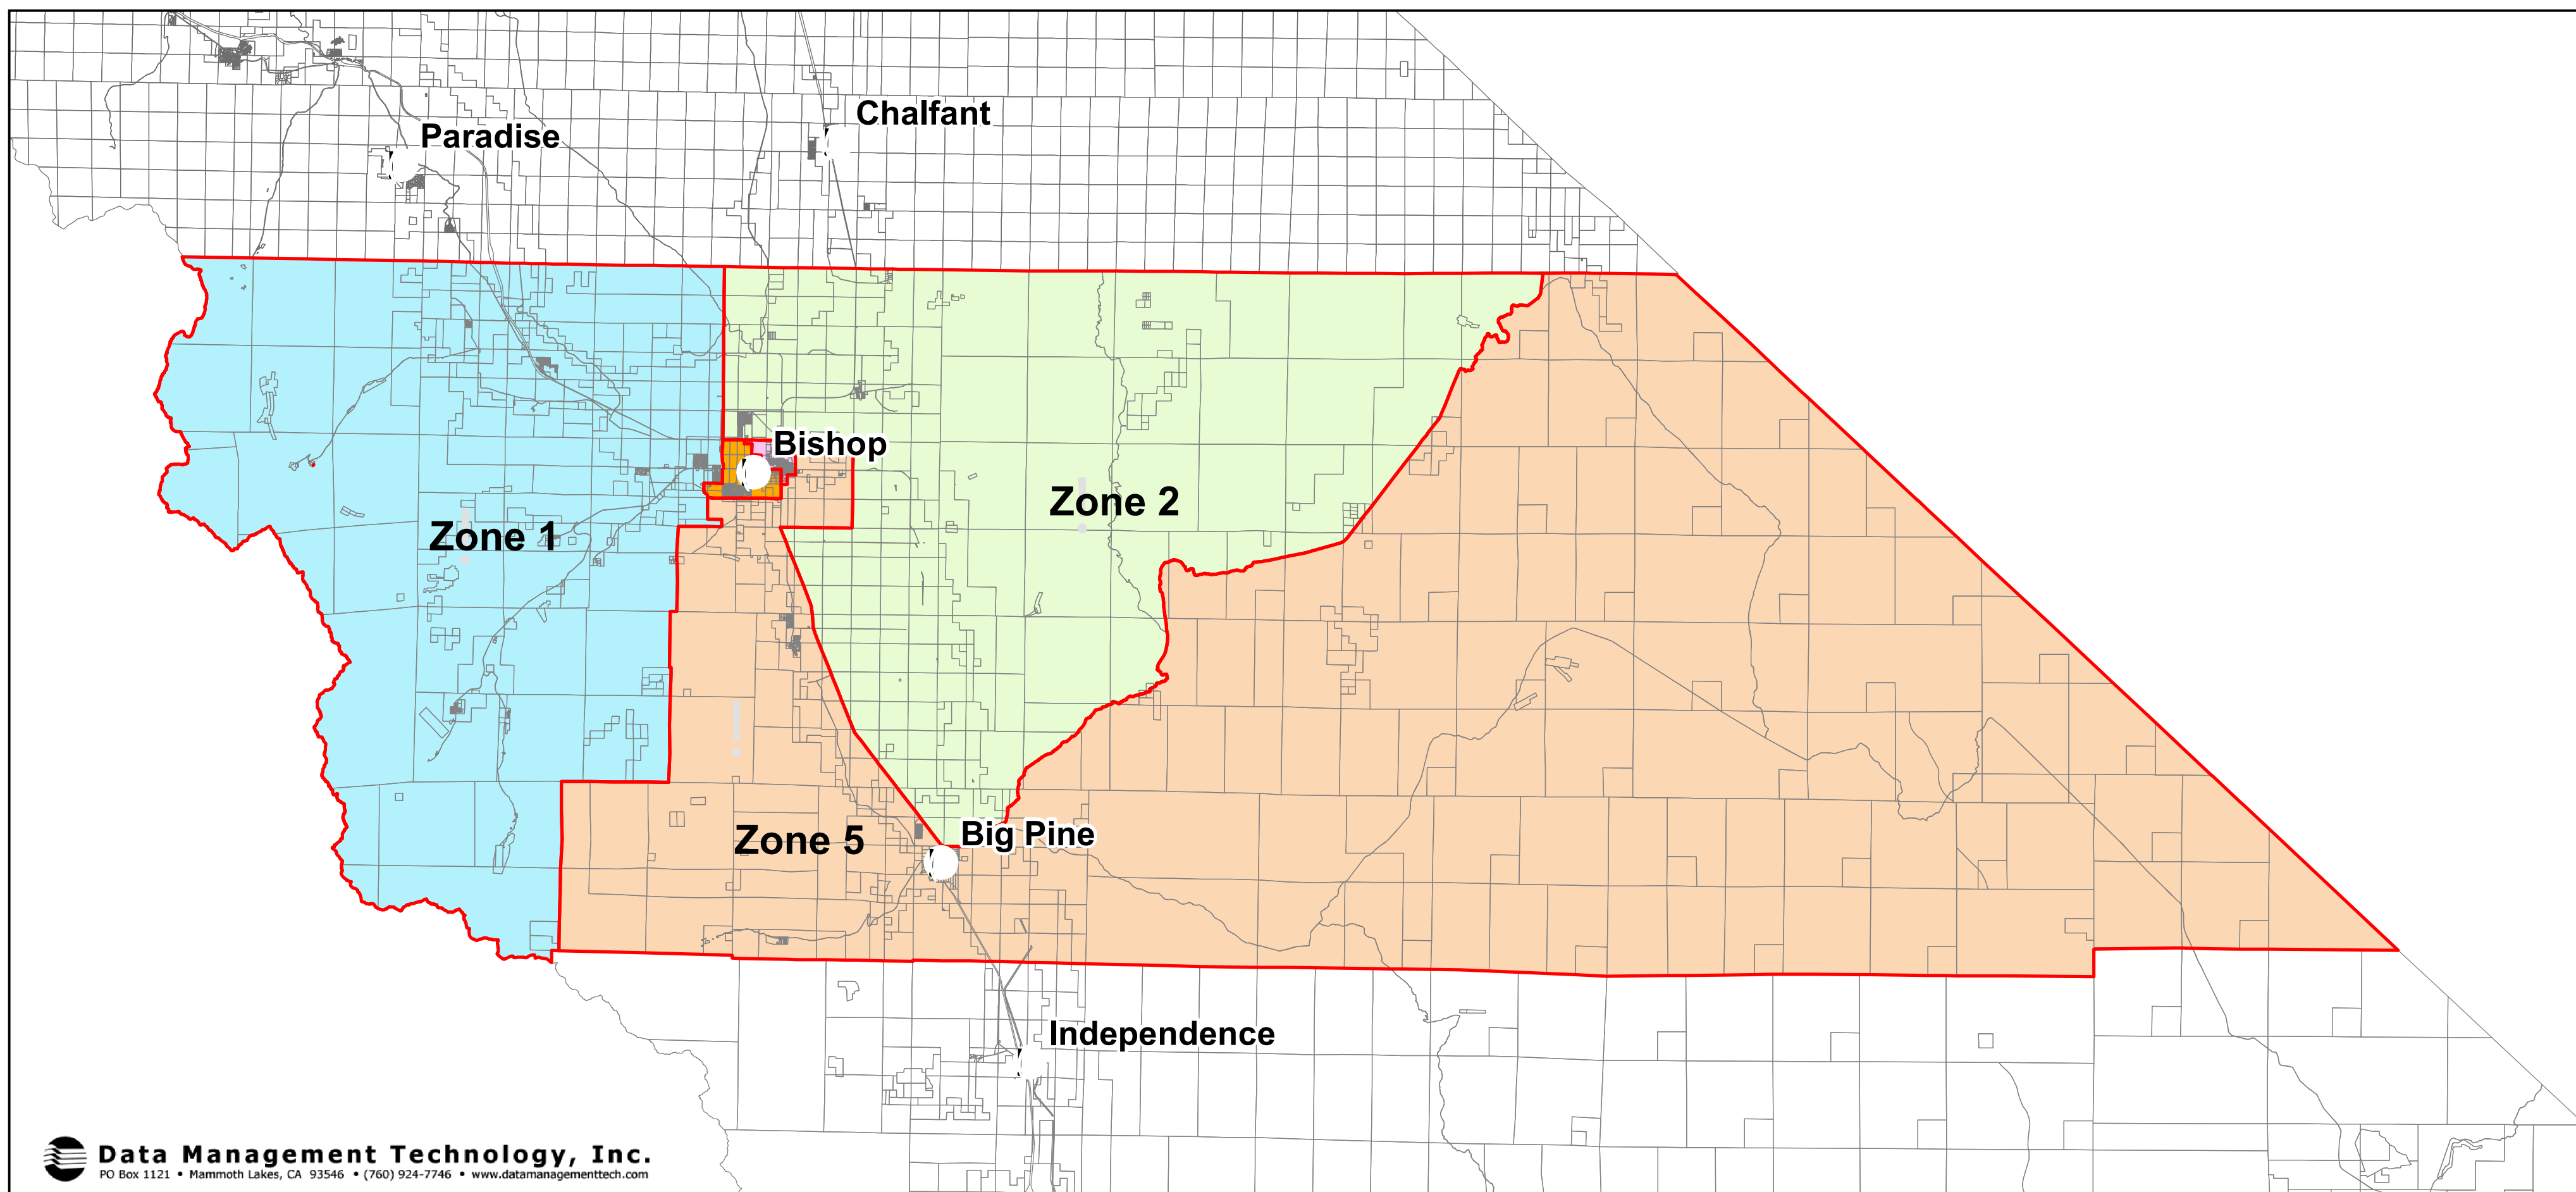 Chalfant
Paradise
Bishop
Zone 2
Zone 1
Big Pine
Zone 5
Independence
Data Management Technology, Inc.
PO Box 1121 • Mammoth Lakes, CA 93546 • (760) 924-7746 • www.datamanagementtech.com